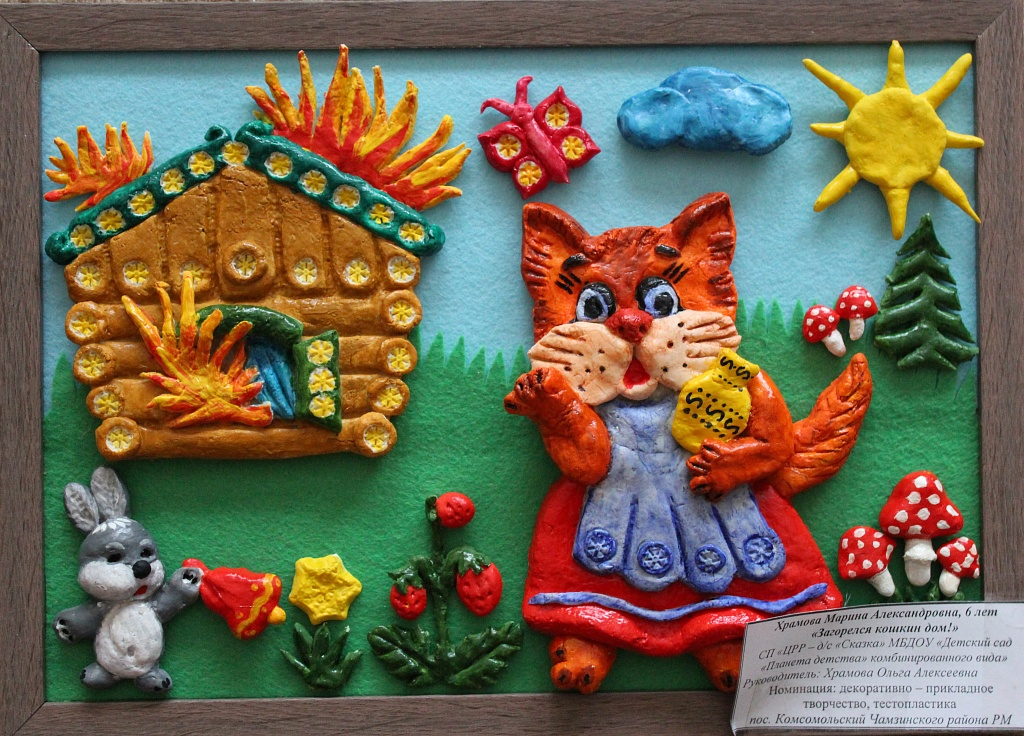 Храмова Марина Александровна, 6 лет
«Загорелся кошкин дом!»
СП «ЦРР – д/с «Сказка» МБДОУ «Детский сад
«Планета детства» комбинированного вида»
Руководитель: Храмова Ольга Алексеевна
Номинация: декоративно – прикладное
творчество, тестопластика
пос. Комсомольский Чамзинского района РМ